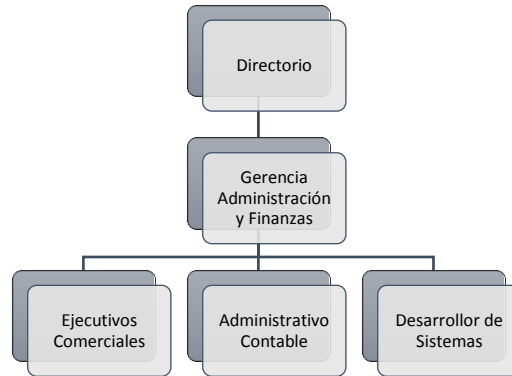 Directorio
Gerencia
Administración
y Finanzas
Ejecutivos
Comerciales
Administrativo
Contable
Desarrollor de
Sistemas